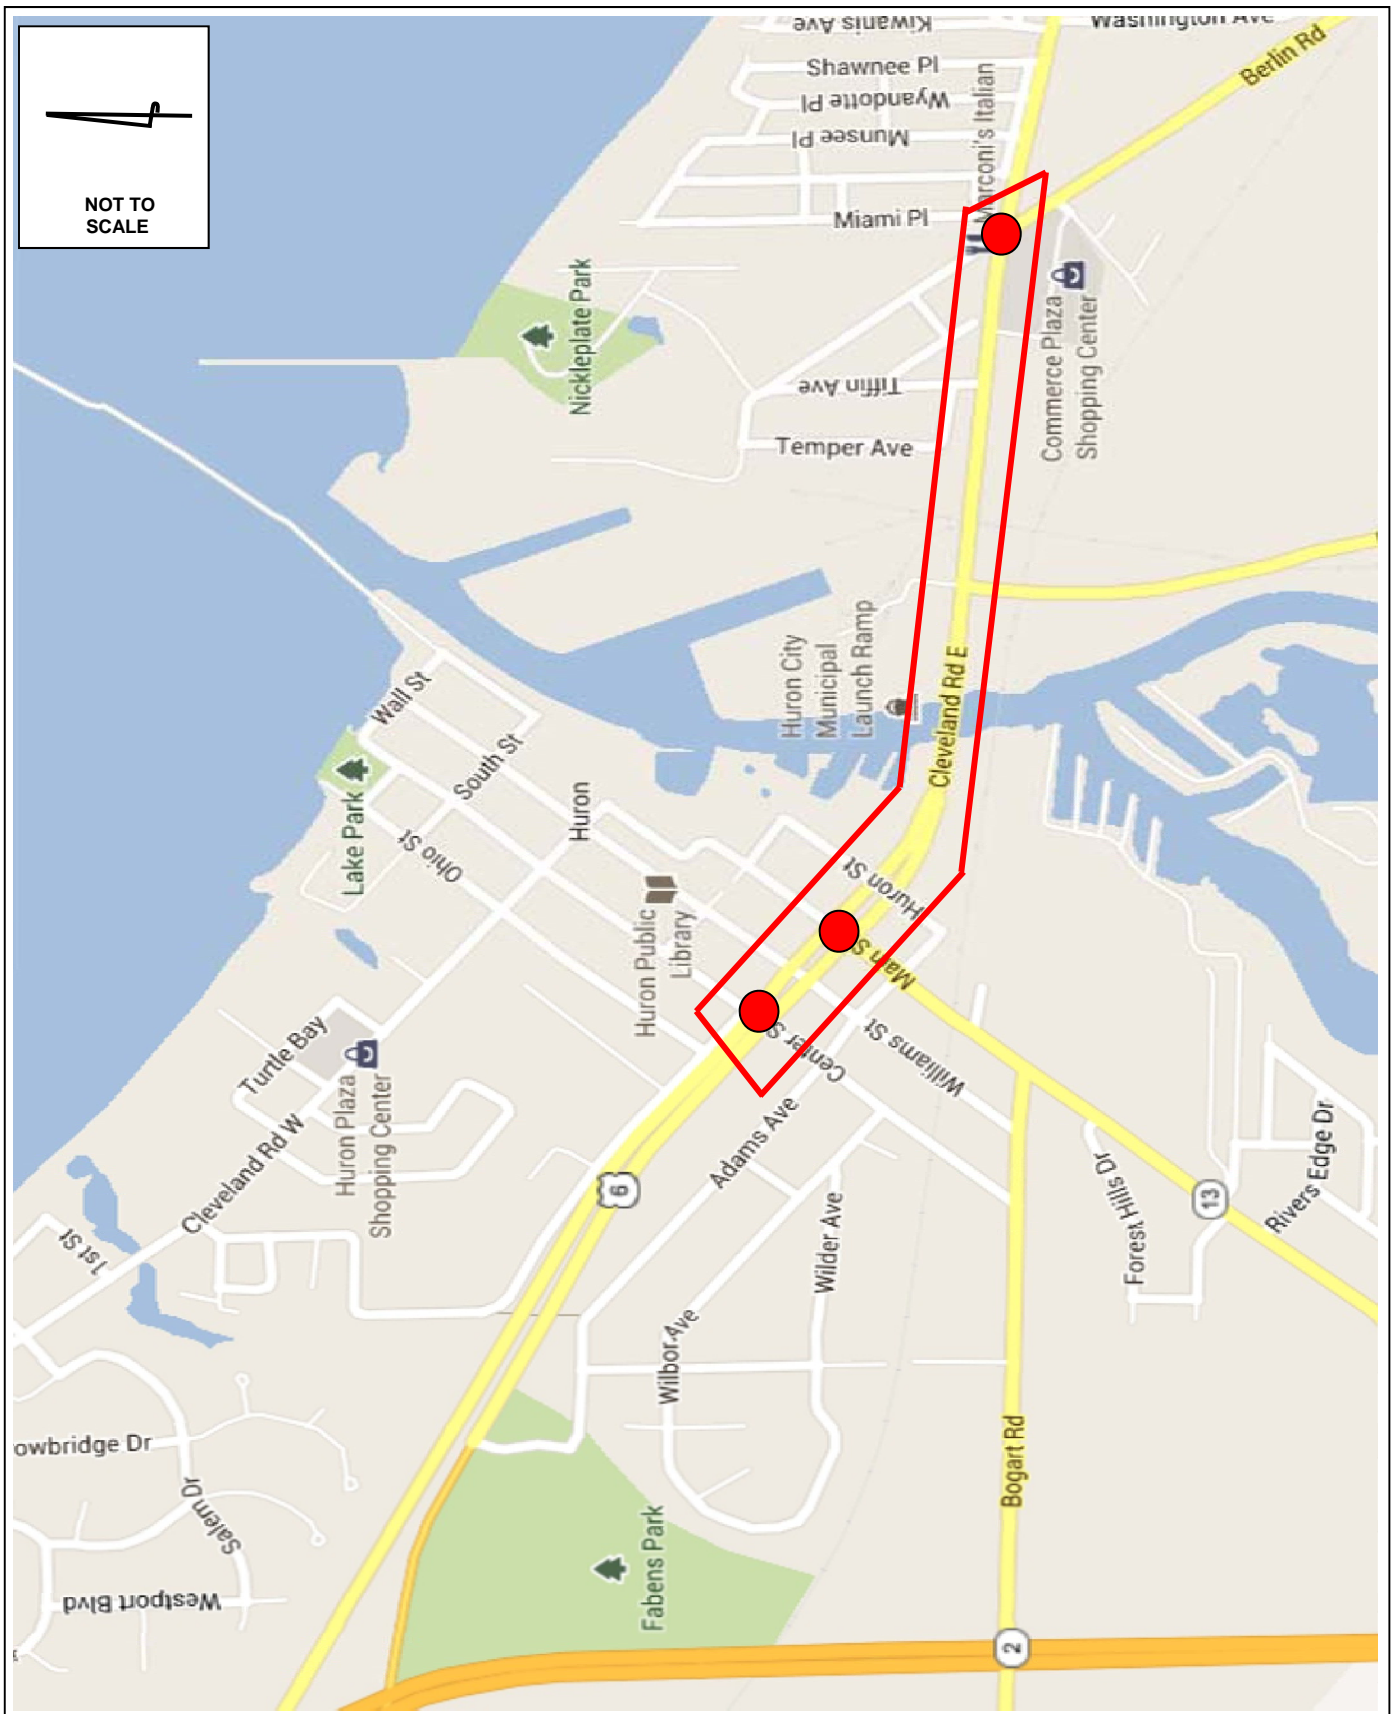 NOT TO
SCALE
Kiwanis Ave
Washington Ave
Shawnee Pl
Berlin Rd
Wyandotte Pl
Marconi's Italian
Munsee Pl
Miami Pl
Nickleplate Park
Commerce Plaza
Shopping Center
Tiffin Ave
Temper Ave
Huron City
Municipal
Launch Ramp
Cleveland Rd E
Wall St
South St
Lake Park
Ohio St
Huron
Huron St
Huron Public
Library
Main St
Center St
Williams St
Turtle Bay
Huron Plaza
Shopping Center
Cleveland Rd W
Adams Ave
1st St
6
Wilder Ave
Forest Hills Dr
13
Rivers Edge Dr
Wilbor Ave
owbridge Dr
Salem Dr
Bogart Rd
Fabens Park
Westport Blvd
2